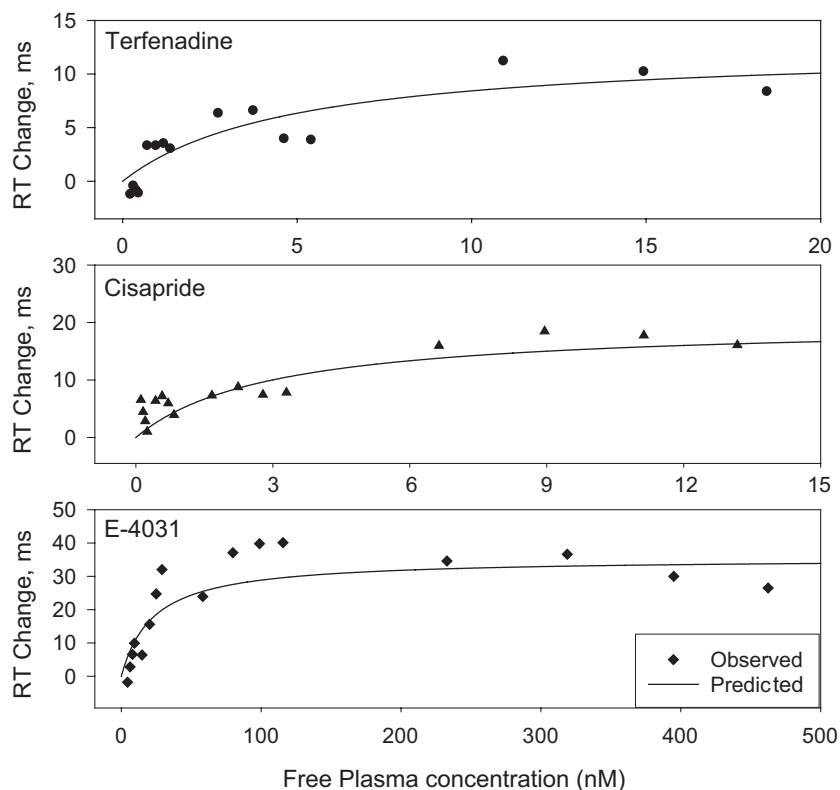 15
Terfenadine
10
5
0
RT Change, ms
0 5 10 15 20
30
Cisapride
20
10
0
RT Change, ms
0 3 6 9 12 15
50
E-4031
40
30
20
10
0
RT Change, ms
Observed
Predicted
0 100 200 300 400 500
Free Plasma concentration (nM)